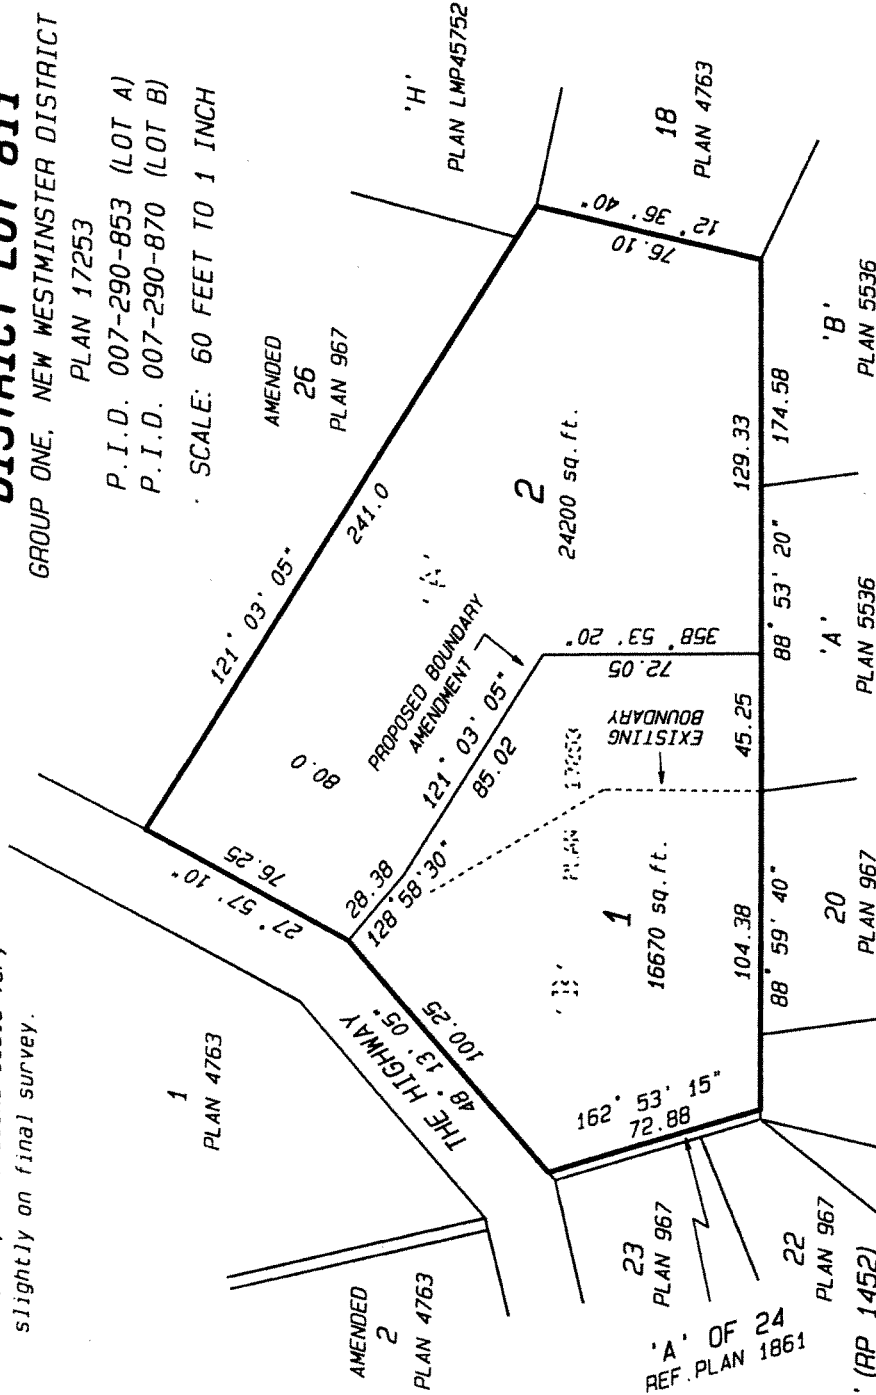 DISTRICT LOT 811
GROUP ONE, NEW WESTMINSTER DISTRICT
PLAN 17253
P.I.D. 007-290-853 (LOT A)
P.I.D. 007-290-870 (LOT B)
SCALE: 60 FEET TO 1 INCH
slightly on final survey.
'H'
PLAN LMP45752
18
PLAN 4763
AMENDED
26
PLAN 967
1
PLAN 4763
AMENDED
2
PLAN 4763
THE HIGHWAY
48° 13' 05"
100.25
27° 57' 10"
76.25
121° 03' 05"
241.0
12° 36' 40"
76.10
80.0
'A'
PROPOSED BOUNDARY
AMENDMENT
28.38
128° 58' 30"
121° 03' 05"
85.02
358° 53' 20"
72.05
EXISTING
BOUNDARY
2
24200 sq.ft.
'B'
PLAN 17253
1
16670 sq.ft.
162° 53' 15"
72.88
104.38
45.25
129.33
88° 59' 40"
88° 53' 20"
174.58
23
PLAN 967
22
PLAN 967
'A' OF 24
REF.PLAN 1861
(RP 1452)
20
PLAN 967
'A'
PLAN 5536
'B'
PLAN 5536